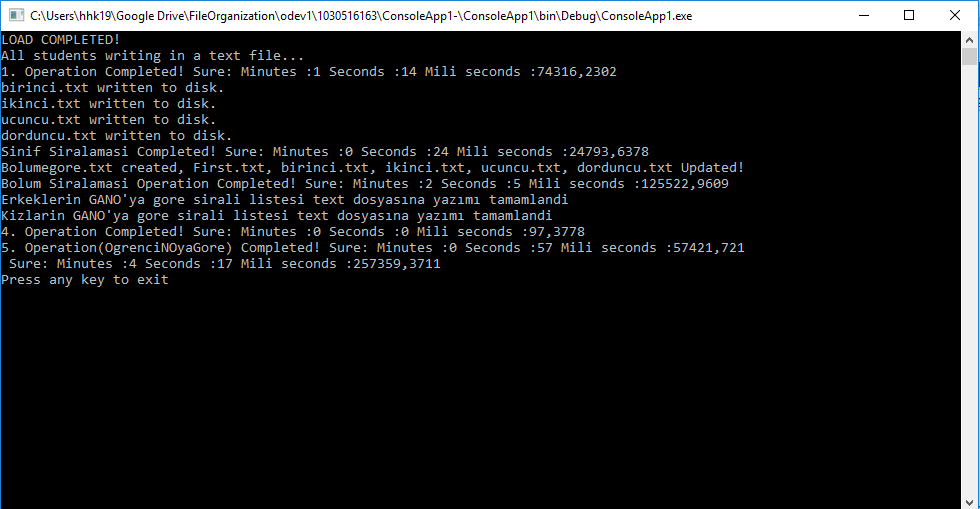 C:\Users\hhk19\Google Drive\FileOrganization\odev1\1030516163\ConsoleApp1-\ConsoleApp1\bin\Debug\ConsoleApp1.exe
LOAD COMPLETED!
All students writing in a text file...
1. Operation Completed! Sure: Minutes :1 Seconds :14 Mili seconds :74316,2302
birinci.txt written to disk.
ikinci.txt written to disk.
ucuncu.txt written to disk.
dorduncu.txt written to disk.
Sinif Siralamasi Completed! Sure: Minutes :0 Seconds :24 Mili seconds :24793,6378
Bolumegore.txt created, First.txt, birinci.txt, ikinci.txt, ucuncu.txt, dorduncu.txt Updated!
Bolum Siralamasi Operation Completed! Sure: Minutes :2 Seconds :5 Mili seconds :125522,9609
Erkeklerin GANO'ya gore sirali listesi text dosyasına yazımı tamamlandi
Kizlarin GANO'ya gore sirali listesi text dosyasına yazımı tamamlandi
4. Operation Completed! Sure: Minutes :0 Seconds :0 Mili seconds :97,3778
5. Operation(OgrenciNOyaGore) Completed! Sure: Minutes :0 Seconds :57 Mili seconds :57421,721
 Sure: Minutes :4 Seconds :17 Mili seconds :257359,3711
Press any key to exit